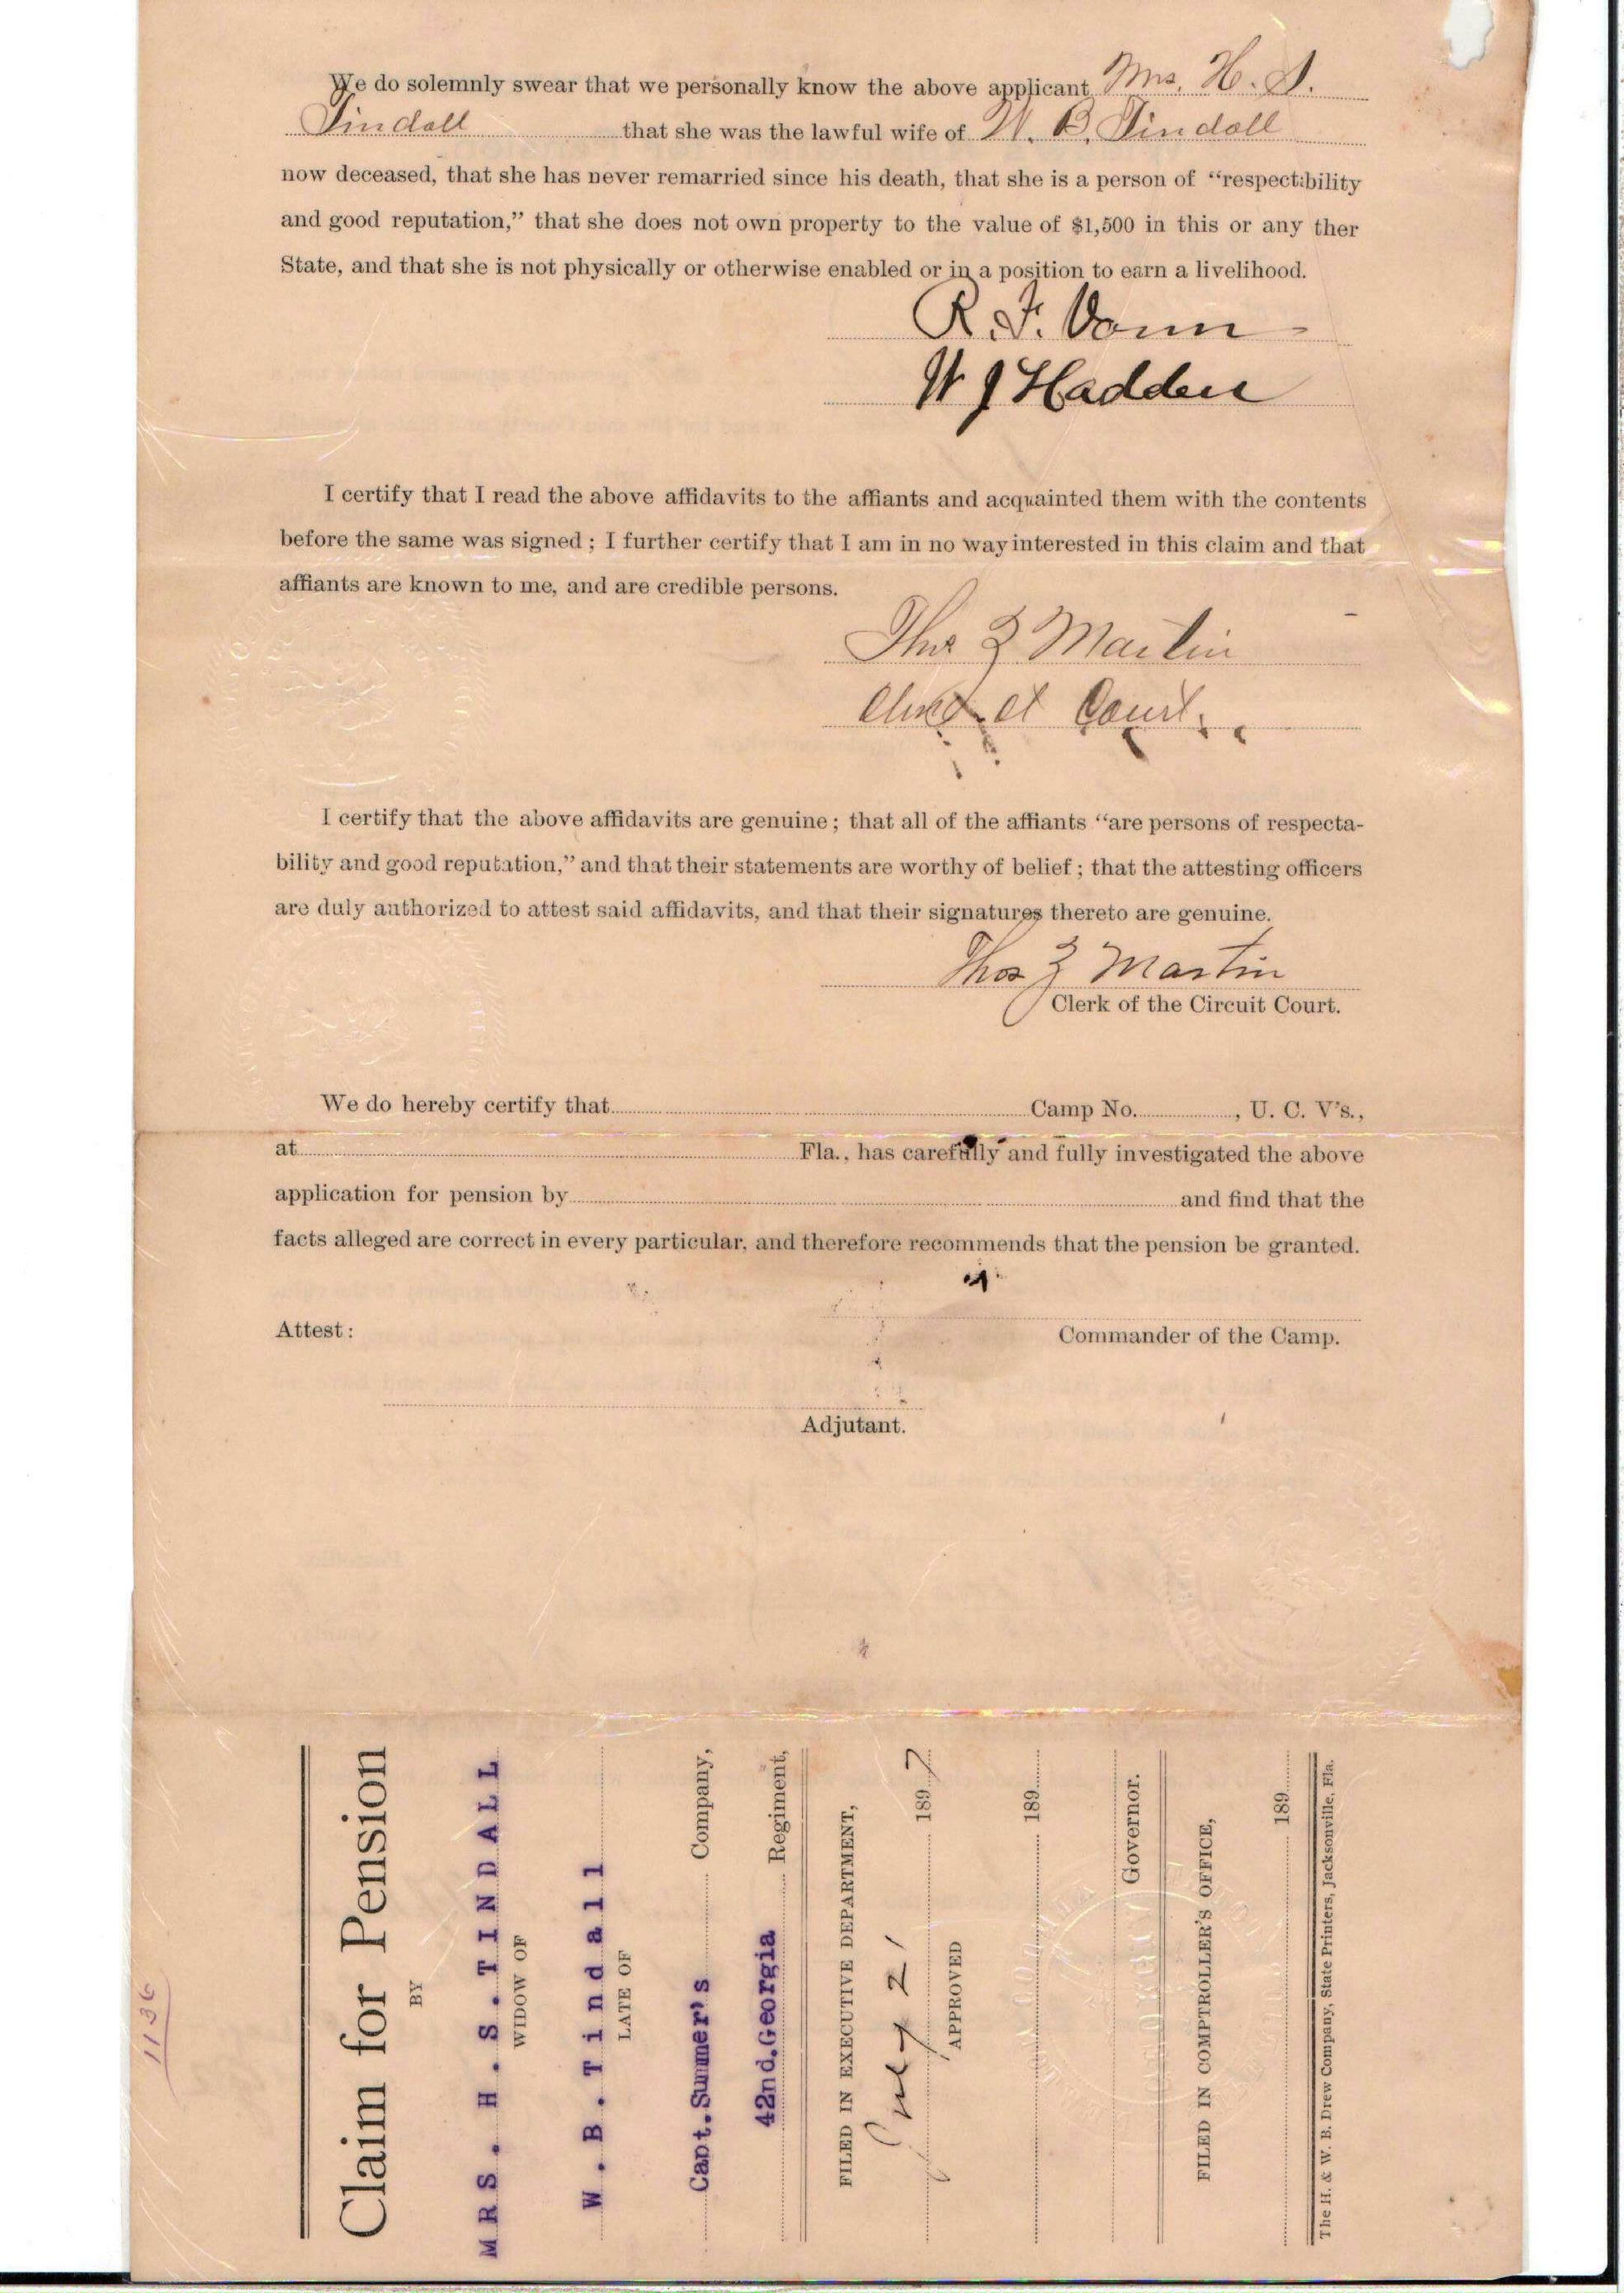 We do solemnly swear that we personally know the above applicant Mrs. H. S.
Tindall that she was the lawful wife of W. B. Tindall
now deceased, that she has never remarried since his death, that she is a person of “respectibility
and good reputation,” that she does not own property to the value of $1,500 in this or any ther
State, and that she is not physically or otherwise enabled or in a position to earn a livelihood.
R. F. Vann
W J Hadden
I certify that I read the above affidavits to the affiants and acquainted them with the contents
before the same was signed ; I further certify that I am in no way interested in this claim and that
affiants are known to me, and are credible persons.
Thos Z Martin
Court.
I certify that the above affidavits are genuine ; that all of the affiants “are persons of respecta-
bility and good reputation,” and that their statements are worthy of belief ; that the attesting officers
are duly authorized to attest said affidavits, and that their signatures thereto are genuine.
Thos Z Martin
Clerk of the Circuit Court.
We do hereby certify that Camp No. , U. C. V’s.,
at Fla., has carefully and fully investigated the above
application for pension by and find that the
facts alleged are correct in every particular, and therefore recommends that the pension be granted.
Attest :
Commander of the Camp.
Adjutant.
1136
Claim for Pension
BY
MRS. H. S. TINDALL
WIDOW OF
W. B. Tindall
LATE OF
Capt. Summer's Company,
42nd. Georgia Regiment,
FILED IN EXECUTIVE DEPARTMENT,
July 21 1897
APPROVED
189
Governor.
FILED IN COMPTROLLER’S OFFICE,
189
The H. & W. B. Drew Company, State Printers, Jacksonville, Fla.